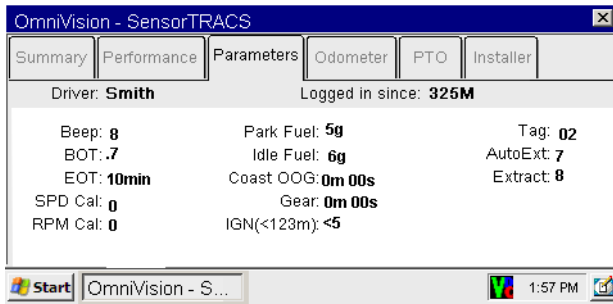 OmniVision - SensorTRACS
Summary Performance Parameters Odometer PTO Installer
Driver: Smith Logged in since: 325M
Beep: 8 Park Fuel: 5g Tag: 02
BOT: .7 Idle Fuel: 6g AutoExt: 7
EOT: 10min Coast OOG: 0m 00s Extract: 8
SPD Cal: 0 Gear: 0m 00s
RPM Cal: 0 IGN(<123m): <5
Start OmniVision - S... 1:57 PM